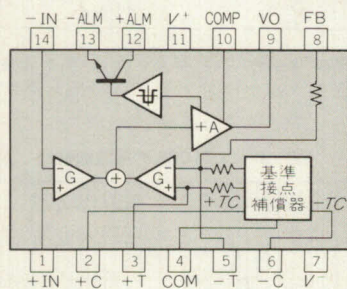 -IN -ALM +ALM V+ COMP VO FB
14 13 12 11 10 9 8
+A
- G + G - +
+
+TC
基準
接点
補償器
-TC
1 2 3 4 5 6 7
+IN +C +T COM -T -C V-